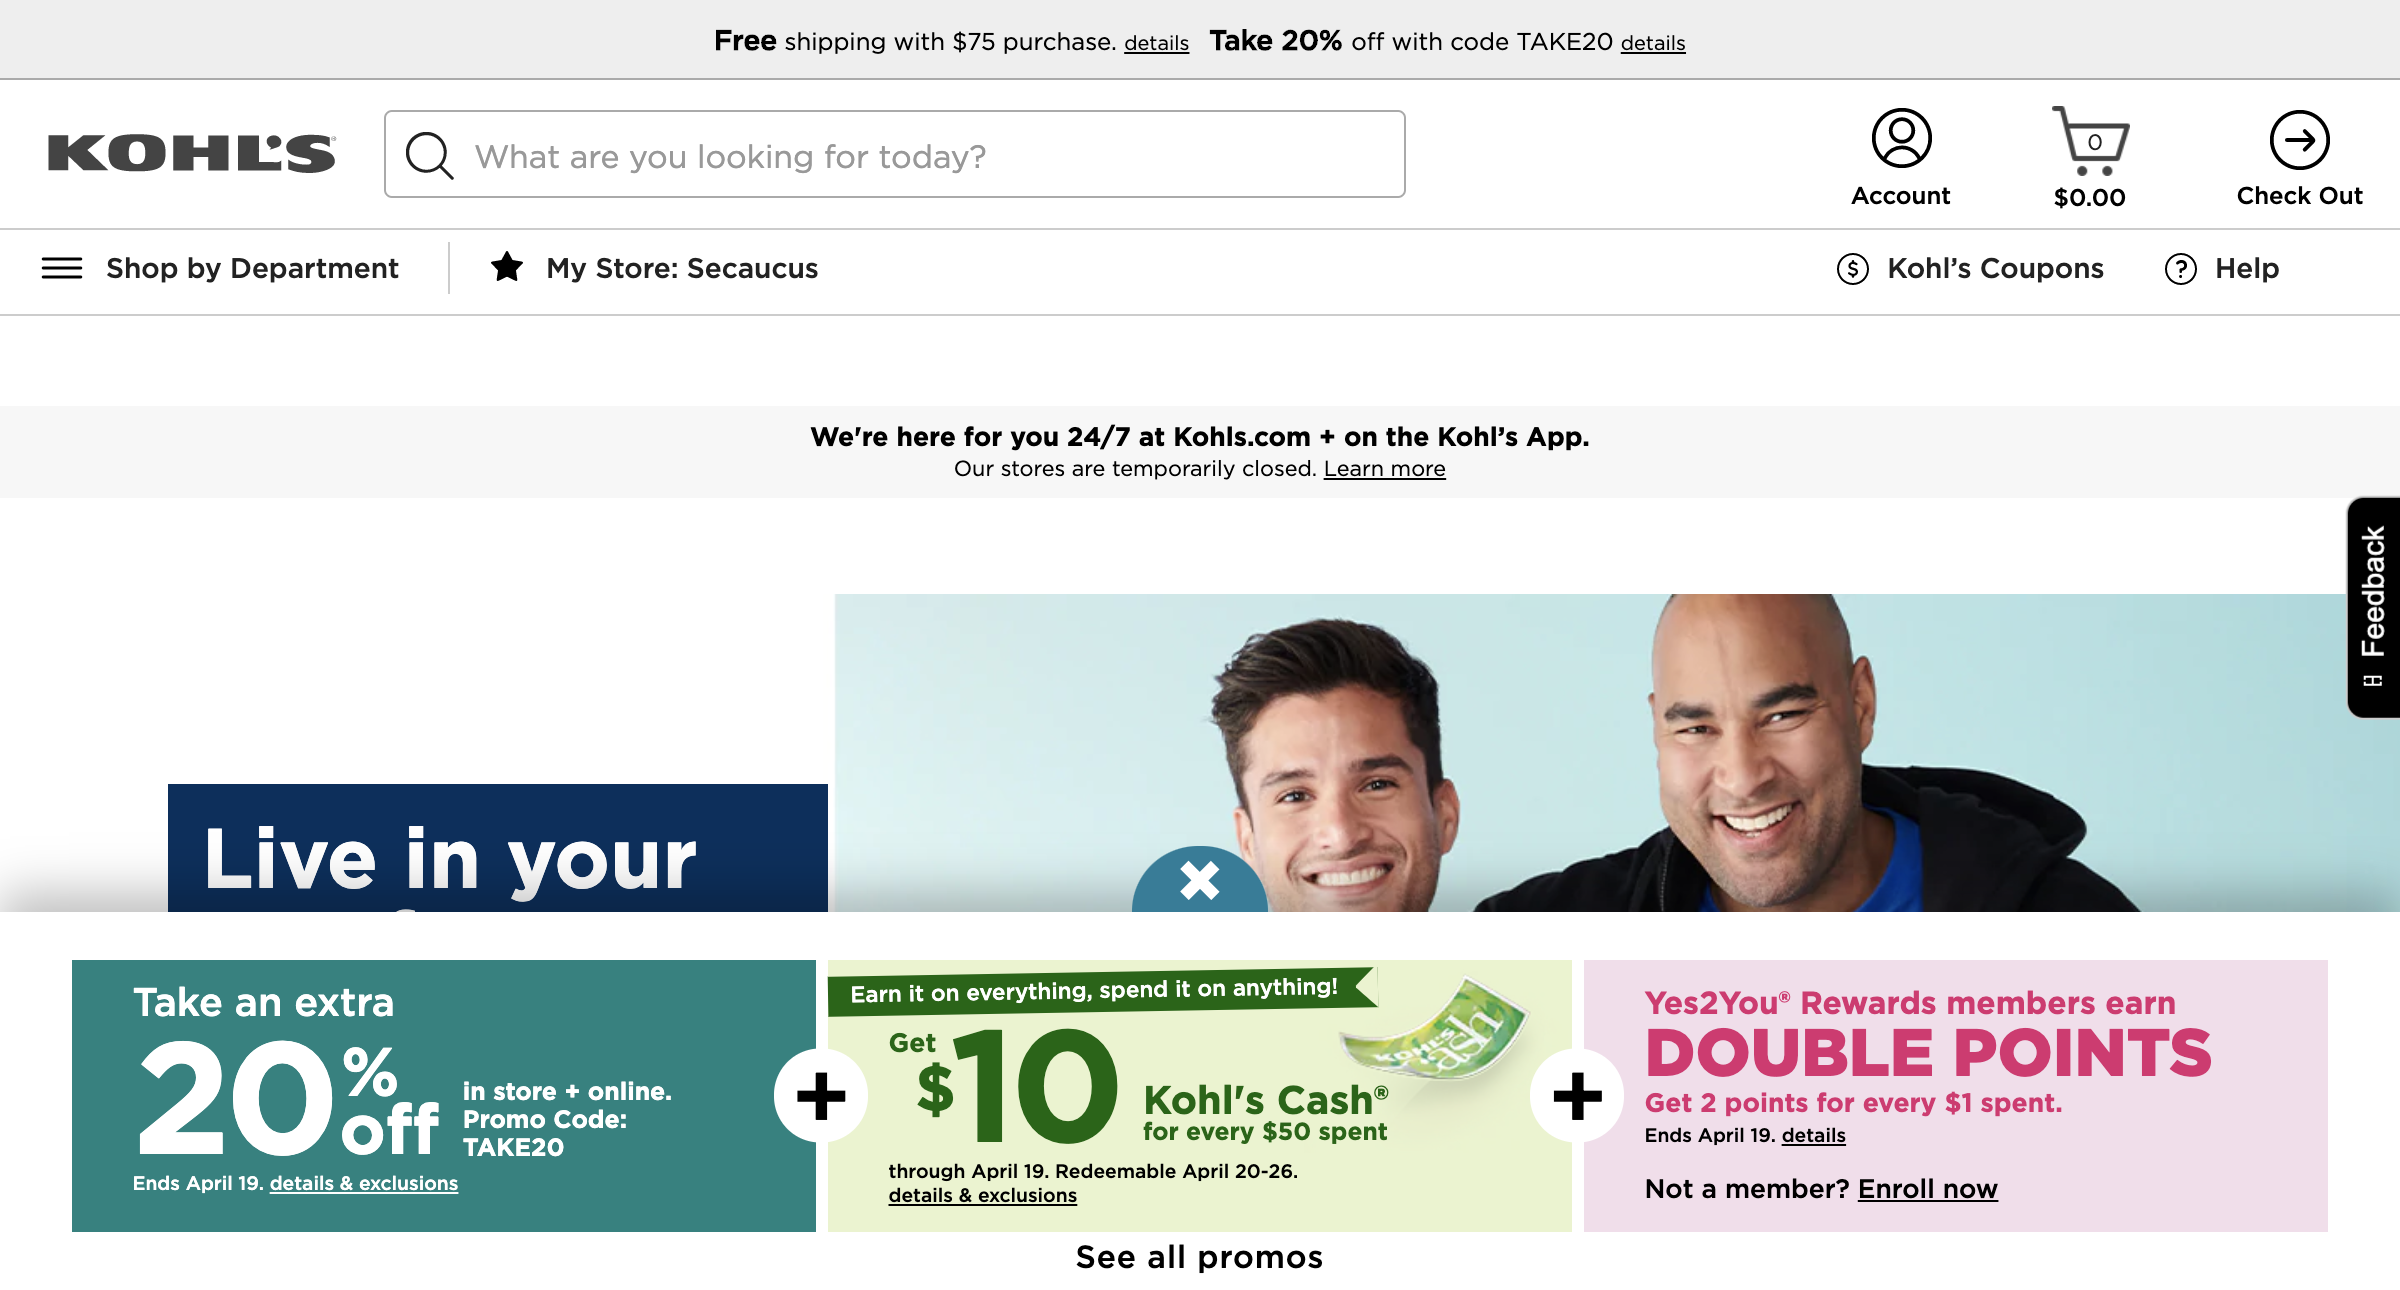 Free shipping with $75 purchase. details Take 20% off with code TAKE20 details
KOHL'S
What are you looking for today?
Account
0
$0.00
Check Out
Shop by Department
My Store: Secaucus
$ Kohl’s Coupons
? Help
We're here for you 24/7 at Kohls.com + on the Kohl’s App.
Our stores are temporarily closed. Learn more
Feedback
Live in your
Take an extra
20% off
in store + online.
Promo Code:
TAKE20
Ends April 19. details & exclusions
+
Earn it on everything, spend it on anything!
Get
$10
Kohl's Cash®
for every $50 spent
KOHL'S
Cash
through April 19. Redeemable April 20-26.
details & exclusions
+
Yes2You® Rewards members earn
DOUBLE POINTS
Get 2 points for every $1 spent.
Ends April 19. details
Not a member? Enroll now
See all promos